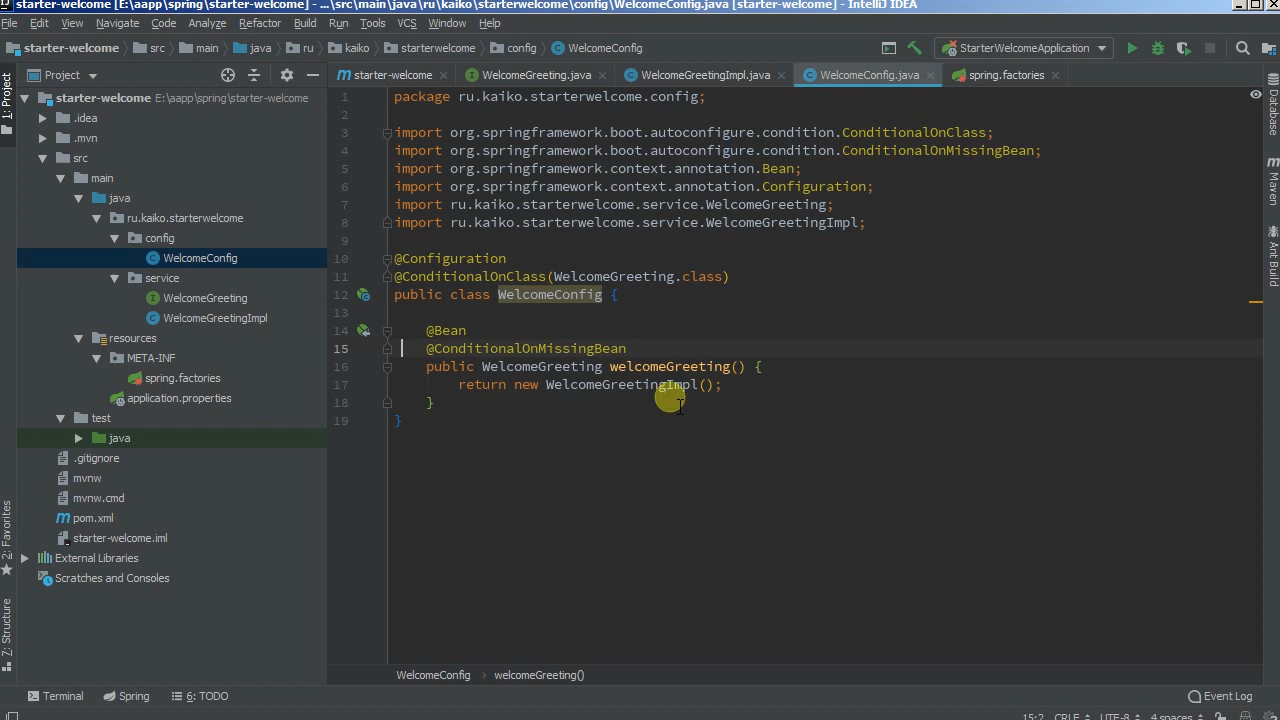 starter-welcome [E:\aapp\spring\starter-welcome] - ...\src\main\java\ru\kaiko\starterwelcome\config\WelcomeConfig.java [starter-welcome] - IntelliJ IDEA
File Edit View Navigate Code Analyze Refactor Build Run Tools VCS Window Help
starter-welcome src main java ru kaiko starterwelcome config WelcomeConfig StarterWelcomeApplication
Project starter-welcome WelcomeGreeting.java WelcomeGreetingImpl.java WelcomeConfig.java spring.factories
1: Project
starter-welcome E:\aapp\spring\starter-welcome
.idea
.mvn
src
main
java
ru.kaiko.starterwelcome
config
WelcomeConfig
service
WelcomeGreeting
WelcomeGreetingImpl
resources
META-INF
spring.factories
application.properties
test
java
.gitignore
mvnw
mvnw.cmd
pom.xml
starter-welcome.iml
External Libraries
Scratches and Consoles
2: Favorites
7: Structure
1 package ru.kaiko.starterwelcome.config;
2
3 import org.springframework.boot.autoconfigure.condition.ConditionalOnClass;
4 import org.springframework.boot.autoconfigure.condition.ConditionalOnMissingBean;
5 import org.springframework.context.annotation.Bean;
6 import org.springframework.context.annotation.Configuration;
7 import ru.kaiko.starterwelcome.service.WelcomeGreeting;
8 import ru.kaiko.starterwelcome.service.WelcomeGreetingImpl;
9
10 @Configuration
11 @ConditionalOnClass(WelcomeGreeting.class)
12 public class WelcomeConfig {
13
14 @Bean
15 @ConditionalOnMissingBean
16 public WelcomeGreeting welcomeGreeting() {
17 return new WelcomeGreetingImpl();
18 }
19 }
Database
Maven
Ant Build
WelcomeConfig › welcomeGreeting()
Terminal Spring 6: TODO Event Log
15:2 CRLF UTF-8 4 spaces